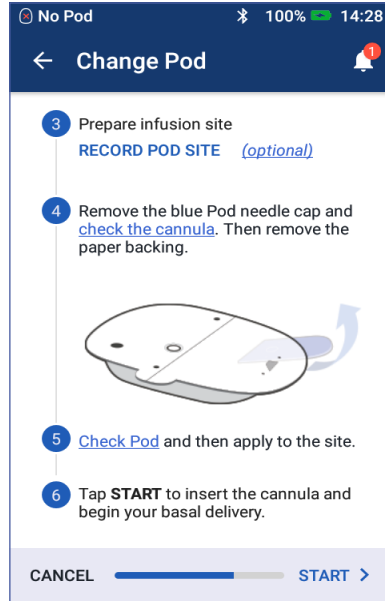 No Pod 100% 14:28
Change Pod 1
3 Prepare infusion site
RECORD POD SITE (optional)
4 Remove the blue Pod needle cap and
check the cannula. Then remove the
paper backing.
5 Check Pod and then apply to the site.
6 Tap START to insert the cannula and
begin your basal delivery.
CANCEL START